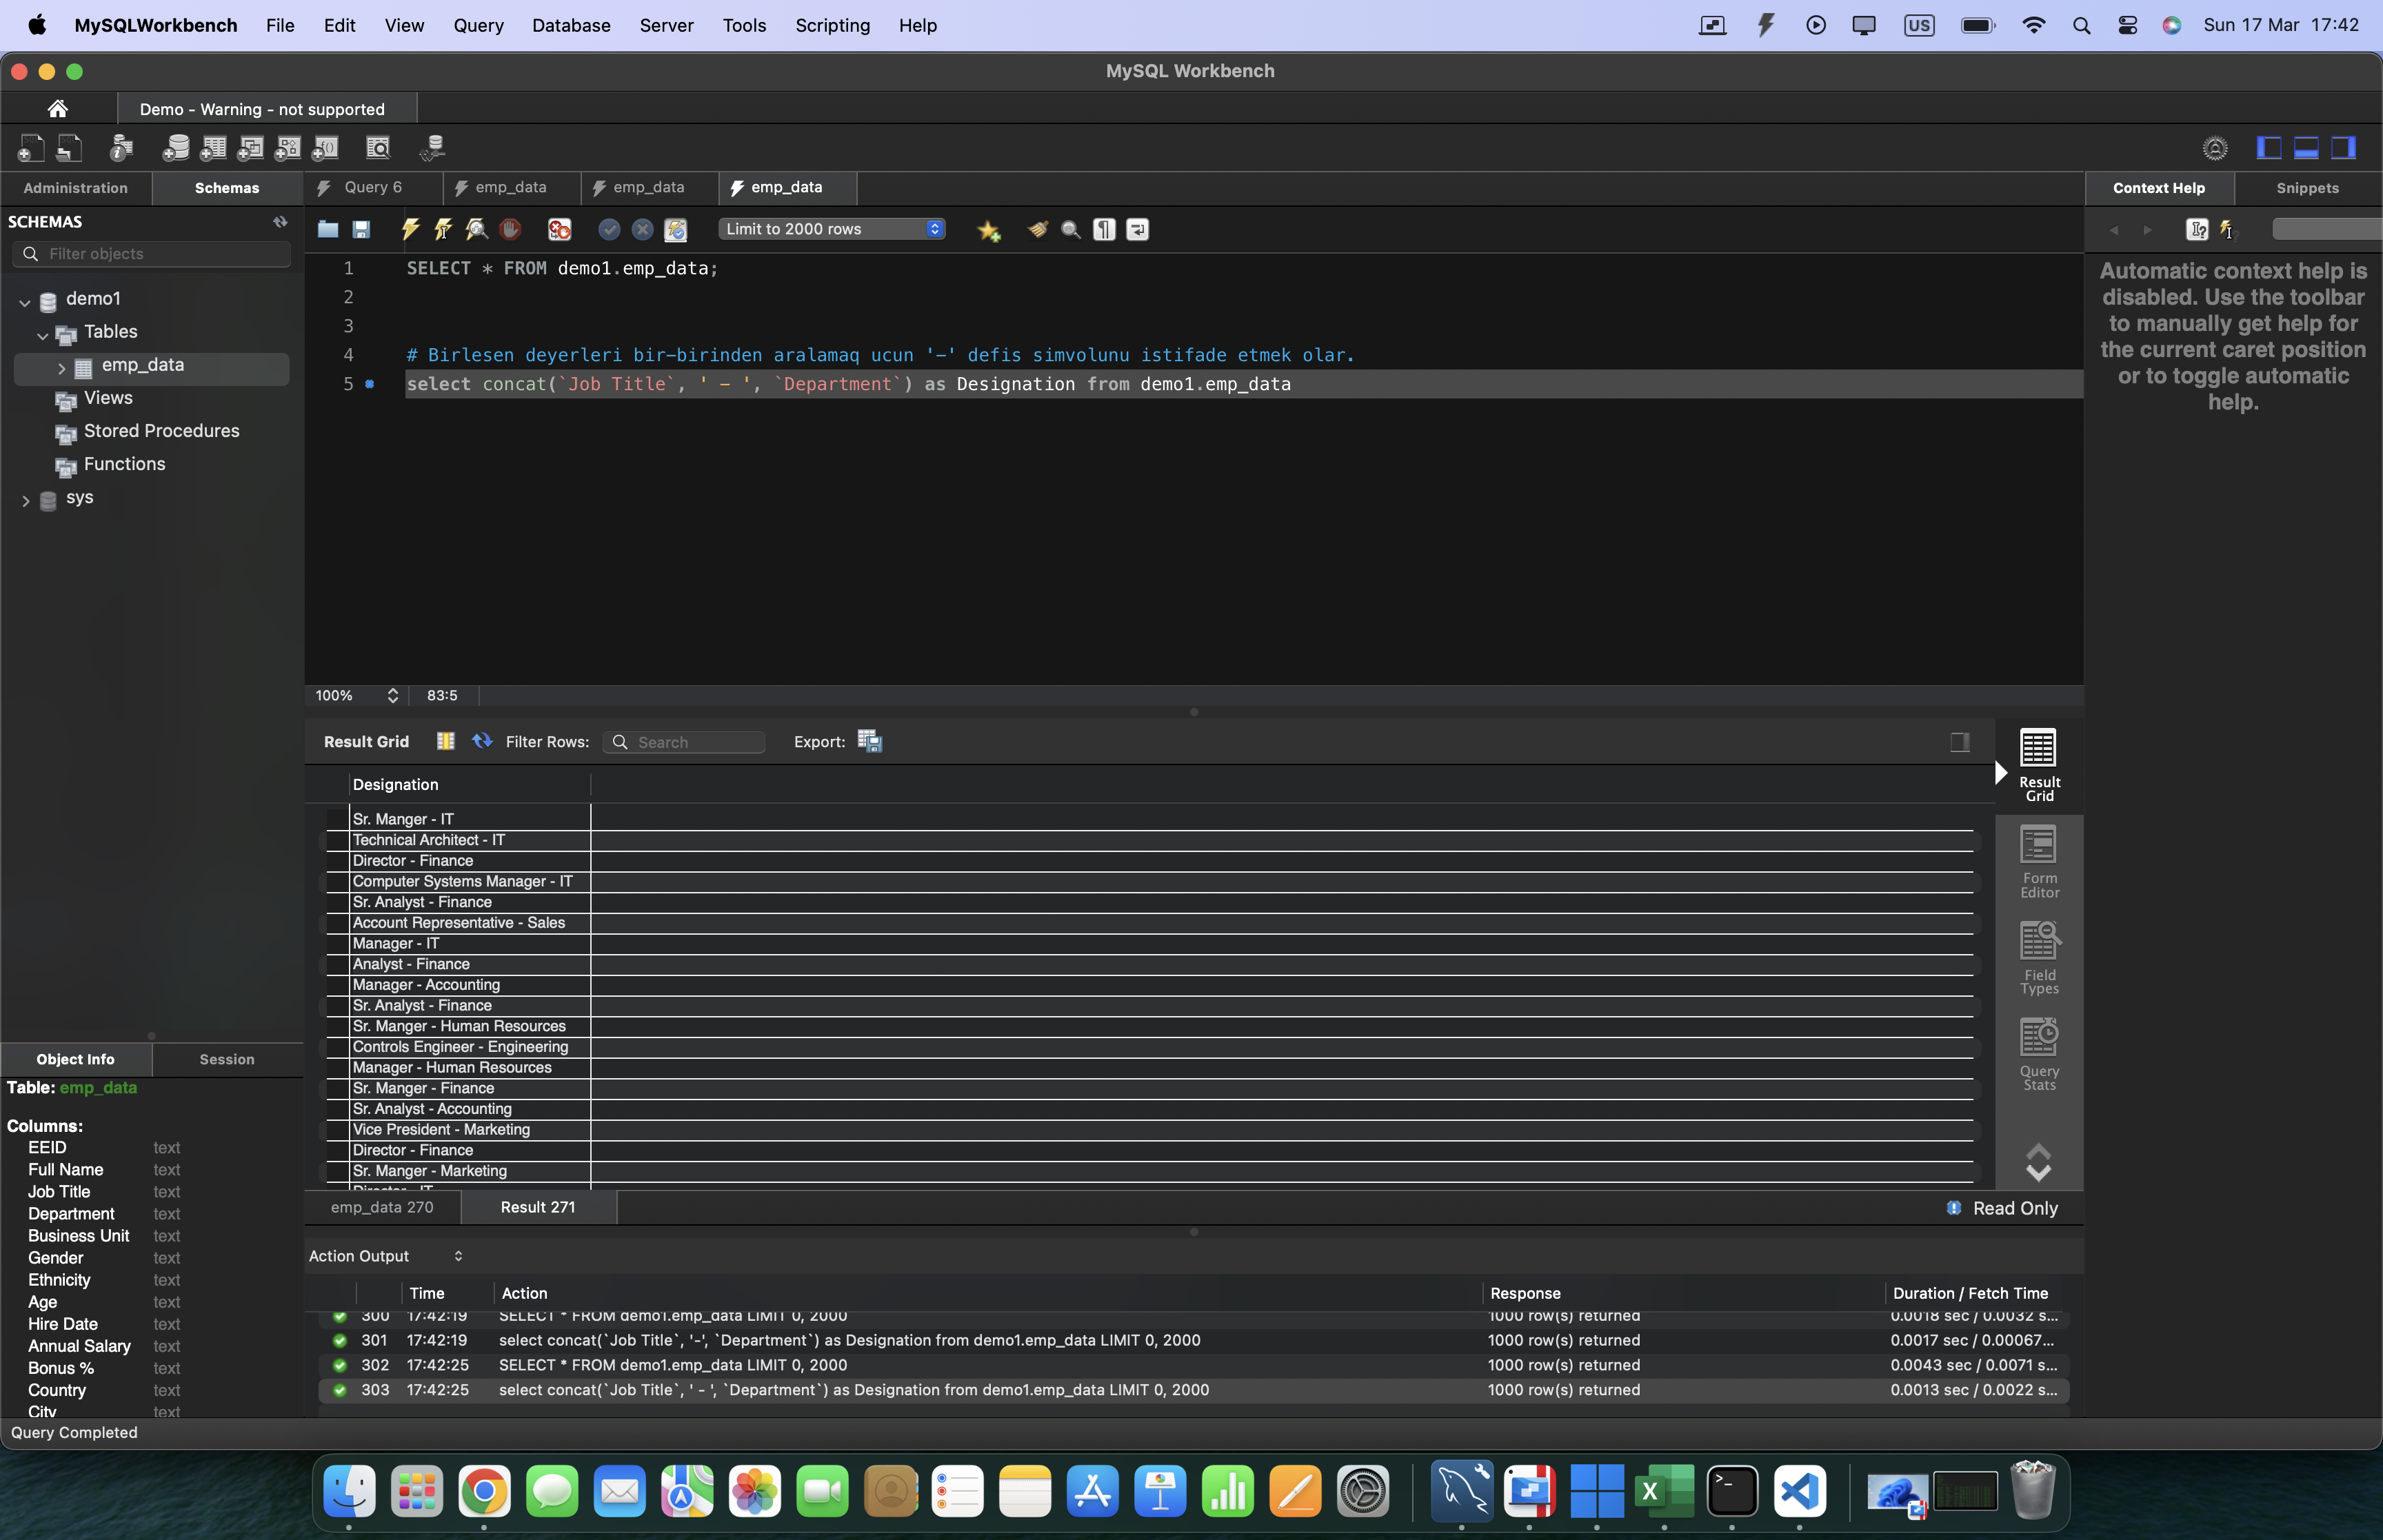 MySQLWorkbench File Edit View Query Database Server Tools Scripting Help US Sun 17 Mar 17:42
MySQL Workbench
Demo - Warning - not supported
Administration Schemas Query 6 emp_data emp_data emp_data Context Help Snippets
SCHEMAS
Limit to 2000 rows
Filter objects
1 SELECT * FROM demo1.emp_data;
2
3
4 # Birlesen deyerleri bir-birinden aralamaq ucun '-' defis simvolunu istifade etmek olar.
5 select concat(`Job Title`, ' - ', `Department`) as Designation from demo1.emp_data
demo1
Tables
emp_data
Views
Stored Procedures
Functions
sys
Automatic context help is
disabled. Use the toolbar
to manually get help for
the current caret position
or to toggle automatic
help.
100% 83:5
Result Grid Filter Rows: Search Export:
Designation
Sr. Manger - IT
Technical Architect - IT
Director - Finance
Computer Systems Manager - IT
Sr. Analyst - Finance
Account Representative - Sales
Manager - IT
Analyst - Finance
Manager - Accounting
Sr. Analyst - Finance
Sr. Manger - Human Resources
Controls Engineer - Engineering
Manager - Human Resources
Sr. Manger - Finance
Sr. Analyst - Accounting
Vice President - Marketing
Director - Finance
Sr. Manger - Marketing
Director - IT
Result
Grid
Form
Editor
Field
Types
Query
Stats
emp_data 270 Result 271 Read Only
Object Info Session
Table: emp_data
Columns:
EEID text
Full Name text
Job Title text
Department text
Business Unit text
Gender text
Ethnicity text
Age text
Hire Date text
Annual Salary text
Bonus % text
Country text
City text
Action Output
Time Action Response Duration / Fetch Time
300 17:42:19 SELECT * FROM demo1.emp_data LIMIT 0, 2000 1000 row(s) returned 0.0018 sec / 0.0032 s...
301 17:42:19 select concat(`Job Title`, '-', `Department`) as Designation from demo1.emp_data LIMIT 0, 2000 1000 row(s) returned 0.0017 sec / 0.00067...
302 17:42:25 SELECT * FROM demo1.emp_data LIMIT 0, 2000 1000 row(s) returned 0.0043 sec / 0.0071 s...
303 17:42:25 select concat(`Job Title`, ' - ', `Department`) as Designation from demo1.emp_data LIMIT 0, 2000 1000 row(s) returned 0.0013 sec / 0.0022 s...
Query Completed